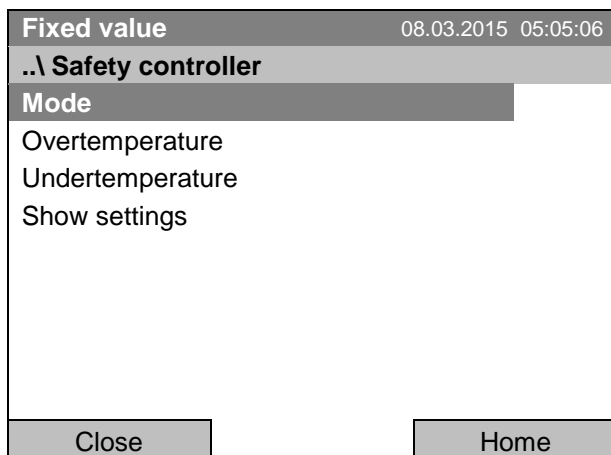 Fixed value 08.03.2015 05:05:06
..\ Safety controller
Mode
Overtemperature
Undertemperature
Show settings
Close Home